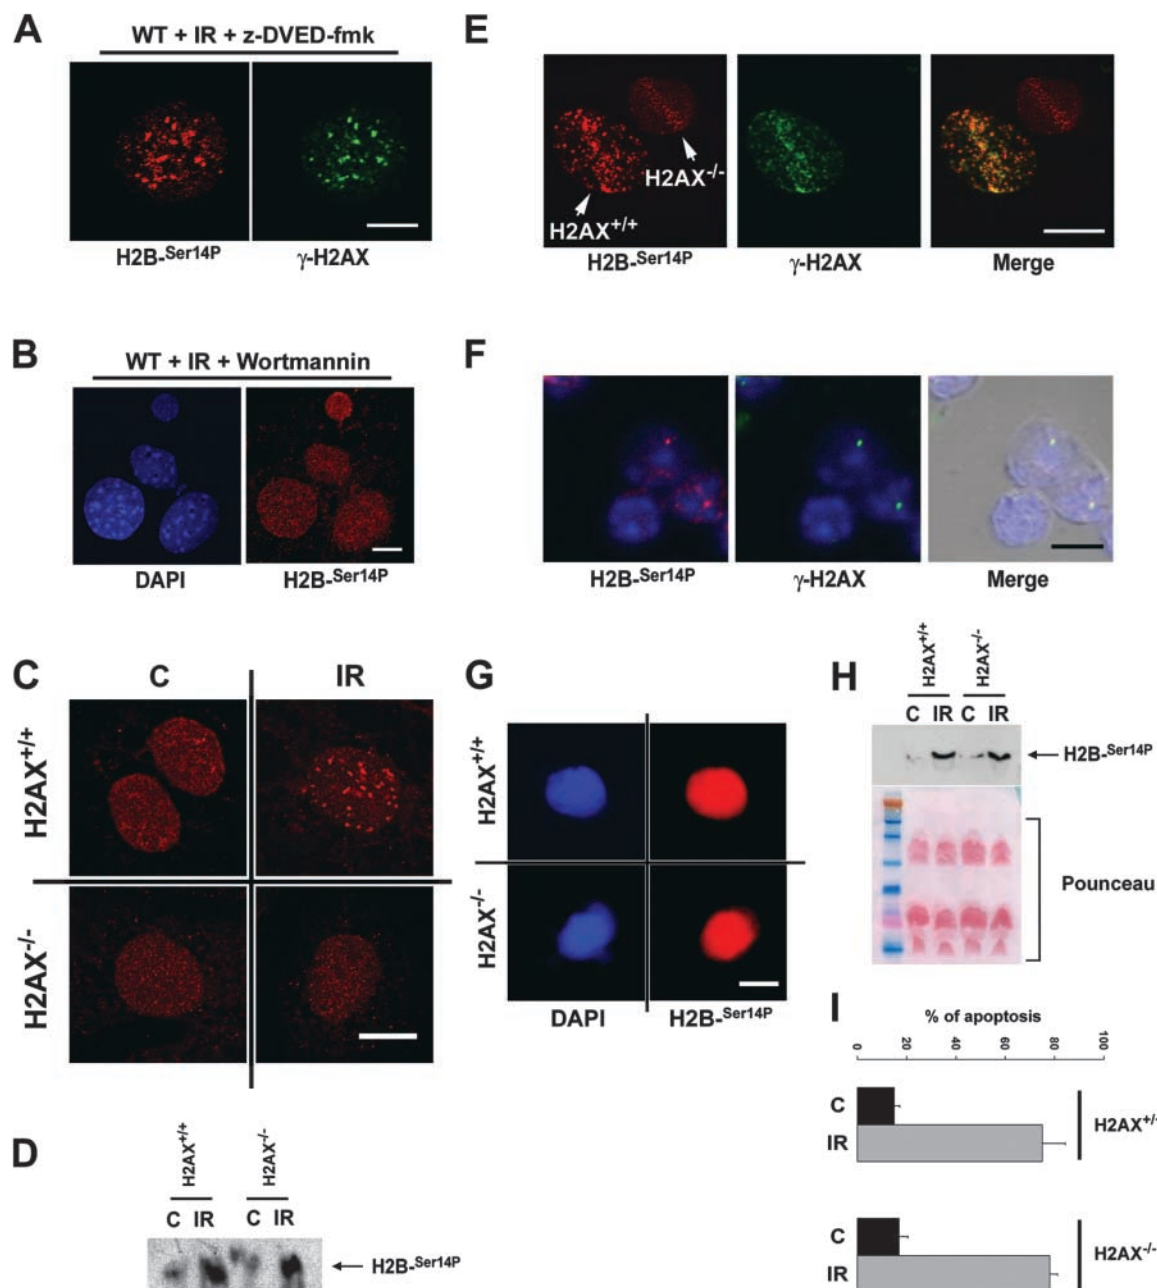 A
WT + IR + z-DVED-fmk
H2B-Ser14P
γ-H2AX
B
WT + IR + Wortmannin
DAPI
H2B-Ser14P
C
C
IR
H2AX+/+
H2AX-/-
D
H2AX+/+
H2AX-/-
C IR C IR
H2B-Ser14P
E
H2AX+/+
H2AX-/-
H2B-Ser14P
γ-H2AX
Merge
F
H2B-Ser14P
γ-H2AX
Merge
G
H2AX+/+
H2AX-/-
DAPI
H2B-Ser14P
H
H2AX+/+
H2AX-/-
C IR C IR
H2B-Ser14P
Pounceau
I
% of apoptosis
0 20 40 60 80 100
C
IR
H2AX+/
C
IR
H2AX-/-